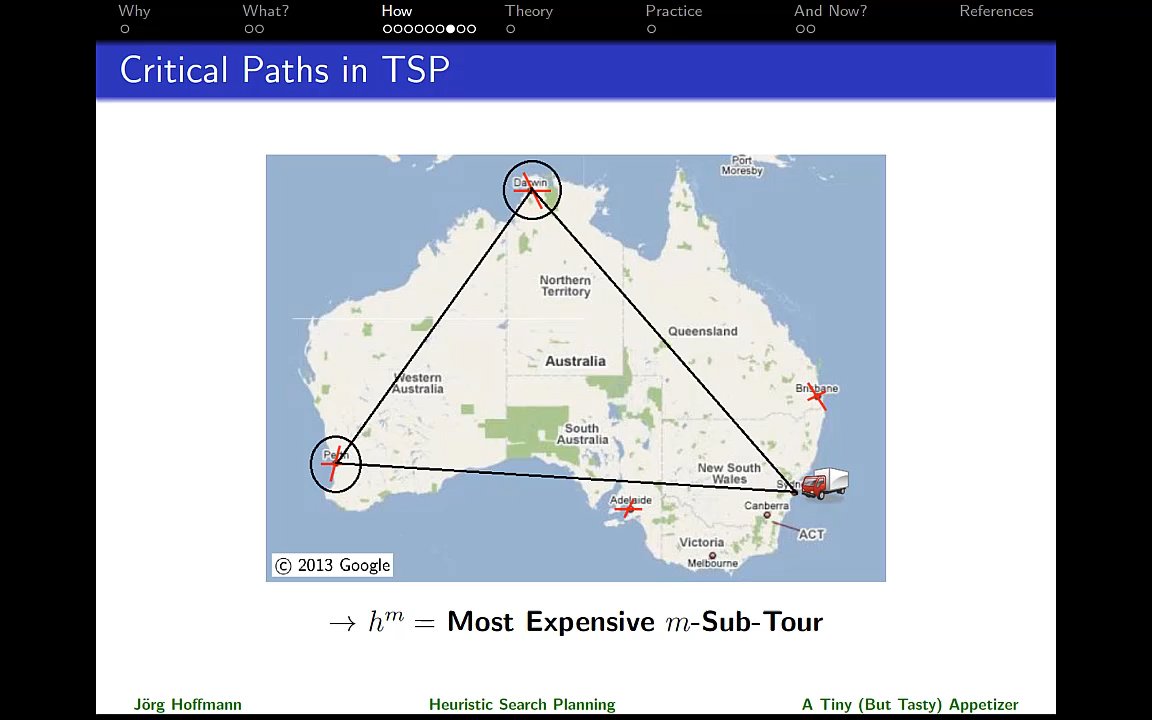 Why What? How Theory Practice And Now? References
Critical Paths in TSP
Port
Moresby
Darwin
Northern
Territory
Queensland
Australia
Western
Australia
Brisbane
South
Australia
Perth
New South
Wales
Sydney
Adelaide
Canberra
ACT
Victoria
Melbourne
© 2013 Google
→ hᵐ = Most Expensive m-Sub-Tour
Jörg Hoffmann Heuristic Search Planning A Tiny (But Tasty) Appetizer